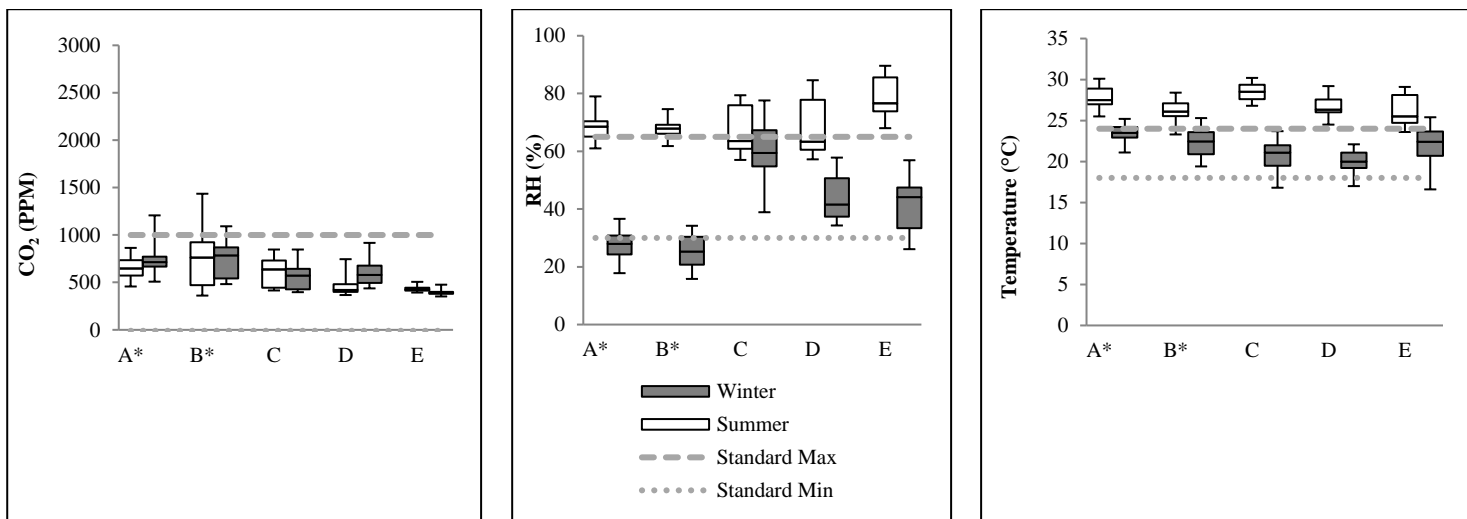 CO₂ (PPM)
3000
2500
2000
1500
1000
500
0
A* B* C D E
RH (%)
100
80
60
40
20
0
A* B* C D E
Winter
Summer
Standard Max
Standard Min
Temperature (°C)
35
30
25
20
15
10
5
0
A* B* C D E